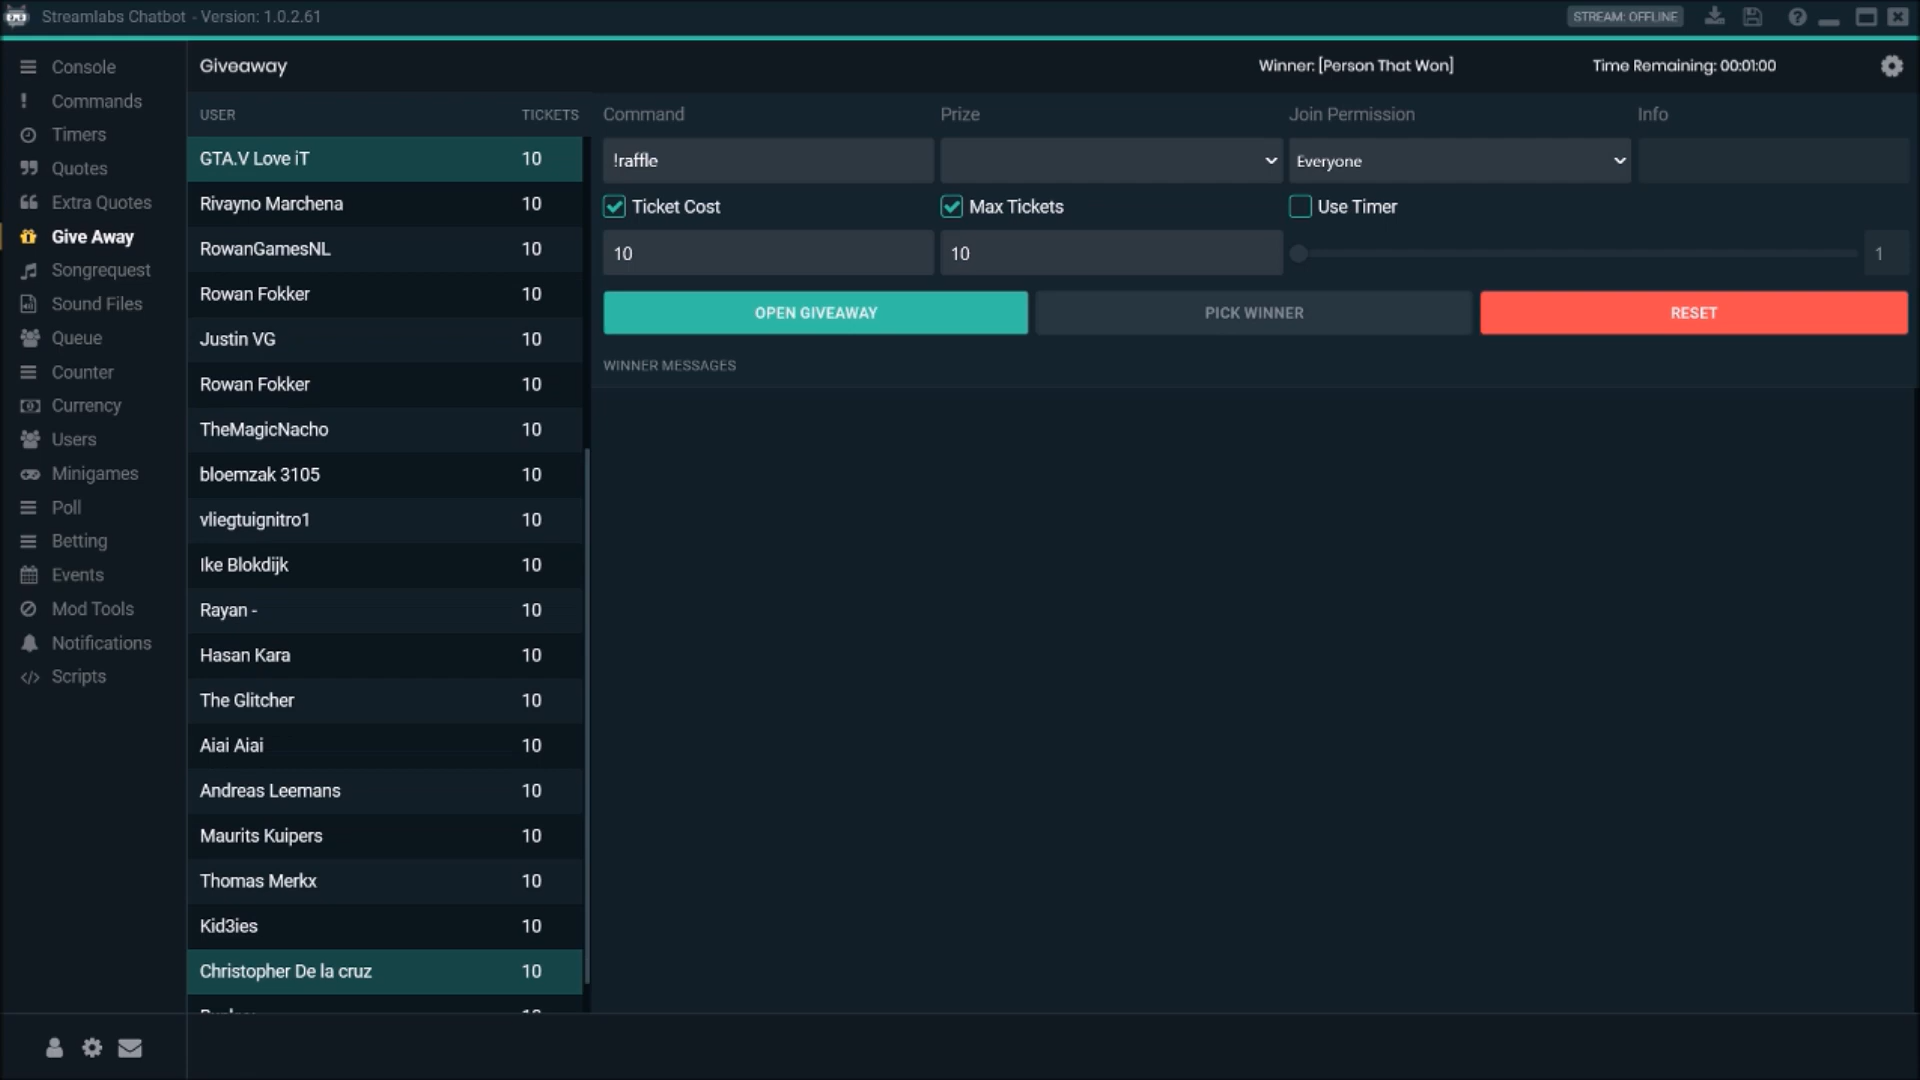 Streamlabs Chatbot - Version: 1.0.2.61
STREAM: OFFLINE
Console
Commands
Timers
Quotes
Extra Quotes
Give Away
Songrequest
Sound Files
Queue
Counter
Currency
Users
Minigames
Poll
Betting
Events
Mod Tools
Notifications
Scripts
Giveaway
Winner: [Person That Won]
Time Remaining: 00:01:00
USER TICKETS
GTA.V Love iT 10
Rivayno Marchena 10
RowanGamesNL 10
Rowan Fokker 10
Justin VG 10
Rowan Fokker 10
TheMagicNacho 10
bloemzak 3105 10
vliegtuignitro1 10
Ike Blokdijk 10
Rayan - 10
Hasan Kara 10
The Glitcher 10
Aiai Aiai 10
Andreas Leemans 10
Maurits Kuipers 10
Thomas Merkx 10
Kid3ies 10
Christopher De la cruz 10
Command Prize Join Permission Info
!raffle Everyone
Ticket Cost Max Tickets Use Timer
10 10 1
OPEN GIVEAWAY PICK WINNER RESET
WINNER MESSAGES